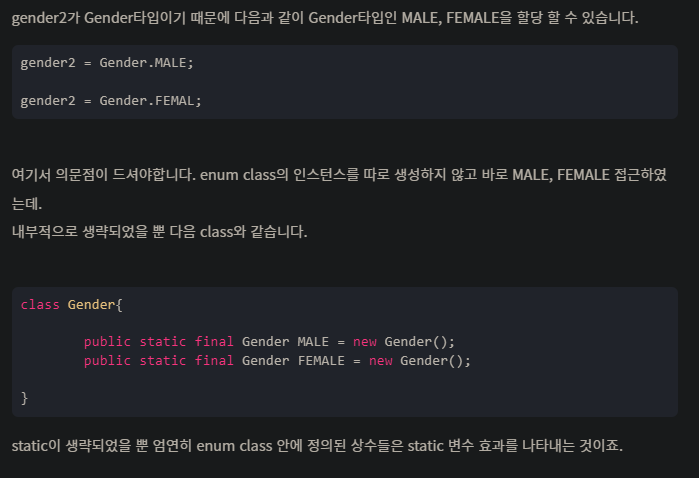 gender2가 Gender타입이기 때문에 다음과 같이 Gender타입인 MALE, FEMALE을 할당 할 수 있습니다.
gender2 = Gender.MALE;
gender2 = Gender.FEMAL;
여기서 의문점이 드셔야합니다. enum class의 인스턴스를 따로 생성하지 않고 바로 MALE, FEMALE 접근하였
는데.
내부적으로 생략되었을 뿐 다음 class와 같습니다.
class Gender{
public static final Gender MALE = new Gender();
public static final Gender FEMALE = new Gender();
}
static이 생략되었을 뿐 엄연히 enum class 안에 정의된 상수들은 static 변수 효과를 나타내는 것이죠.